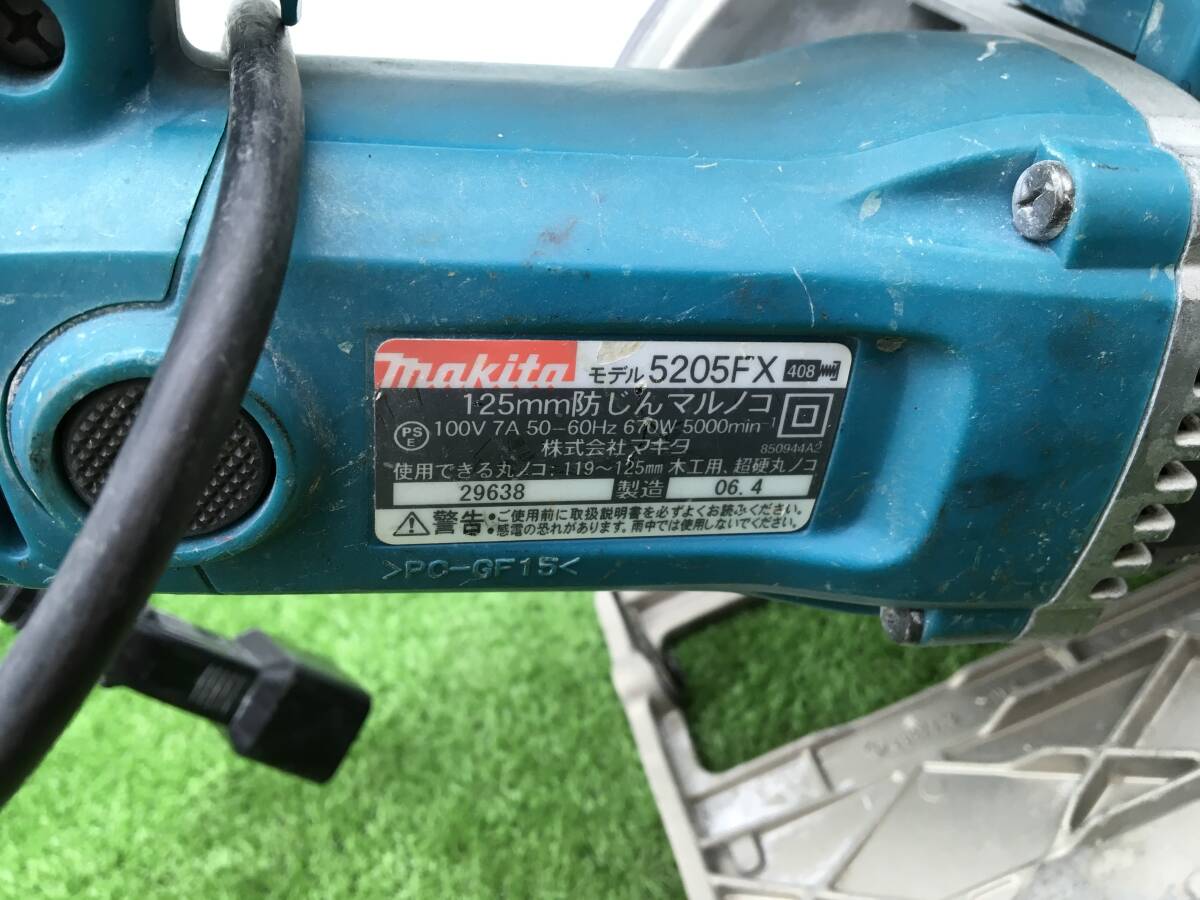 makita モデル 5205FX 408
125mm防じんマルノコ
PS E 100V 7A 50-60Hz 670W 5000min
株式会社マキタ 850944A2
使用できる丸ノコ:119~125mm 木工用、超硬丸ノコ
29638 製造 06.4
警告:ご使用前に取扱説明書を必ずよくお読みください。
感電の恐れがあります。雨中では使用しないでください。
>PC-GF15<